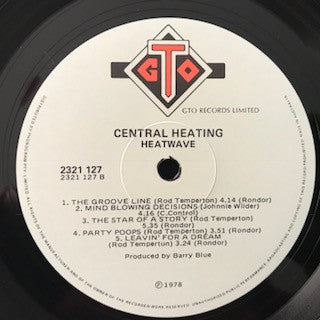 GTO
GTO RECORDS LIMITED
CENTRAL HEATING
HEATWAVE
2321 127
2321 127 B
1. THE GROOVE LINE (Rod Temperton) 4.14 (Rondor)
2. MIND BLOWING DECISIONS (Johnnie Wilder)
4.16 (C.Control)
3. THE STAR OF A STORY (Rod Temperton)
5.35 (Rondor)
4. PARTY POOPS (Rod Temperton) 3.51 (Rondor)
5. LEAVIN' FOR A DREAM
(Rod Temperton) 3.24 (Rondor)
Produced by Barry Blue
℗1978